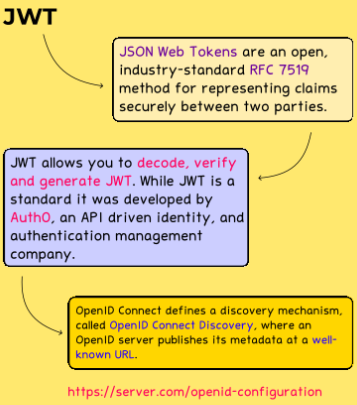 JWT
JSON Web Tokens are an open,
industry-standard RFC 7519
method for representing claims
securely between two parties.
JWT allows you to decode, verify
and generate JWT. While JWT is a
standard it was developed by
Auth0, an API driven identity, and
authentication management
company.
OpenID Connect defines a discovery mechanism,
called OpenID Connect Discovery, where an
OpenID server publishes its metadata at a well-
known URL.
https://server.com/openid-configuration